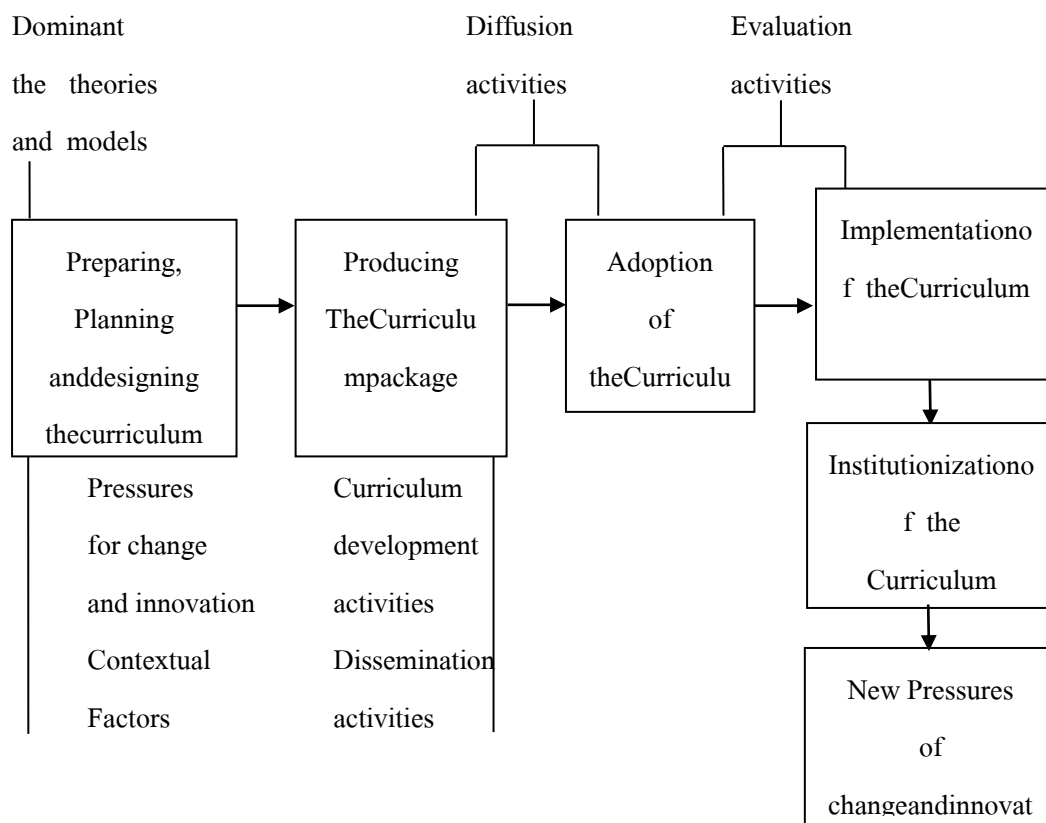 Dominant
the theories
and models
Diffusion
activities
Evaluation
activities
Preparing,
Planning
anddesigning
thecurriculum
Producing
TheCurriculu
mpackage
Adoption
of
theCurriculu
Implementationo
f theCurriculum
Pressures
for change
and innovation
Contextual
Factors
Curriculum
development
activities
Dissemination
activities
Institutionizationo
f the
Curriculum
New Pressures
of
changeandinnovat